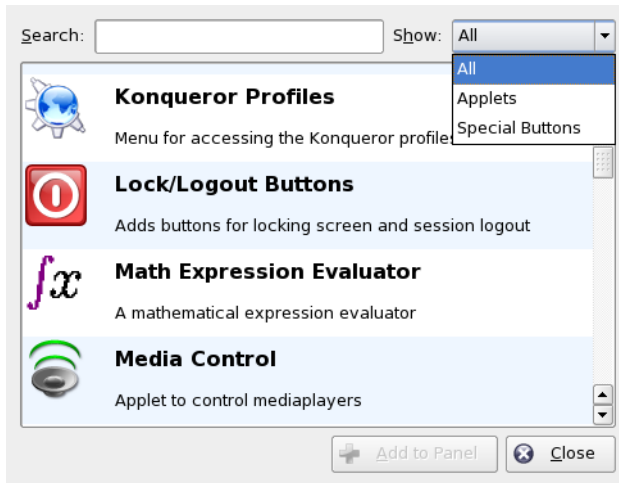 Search: Show: All
All
Applets
Special Buttons
Konqueror Profiles
Menu for accessing the Konqueror profiles
Lock/Logout Buttons
Adds buttons for locking screen and session logout
Math Expression Evaluator
A mathematical expression evaluator
Media Control
Applet to control mediaplayers
Add to Panel Close